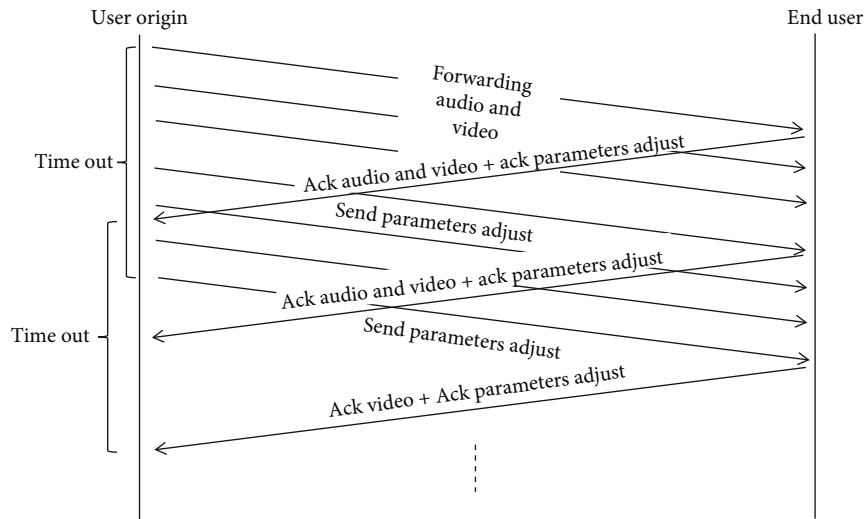 User origin
End user
Forwarding
audio and
video
Time out
Ack audio and video + ack parameters adjust
Send parameters adjust
Ack audio and video + ack parameters adjust
Time out
Send parameters adjust
Ack video + Ack parameters adjust